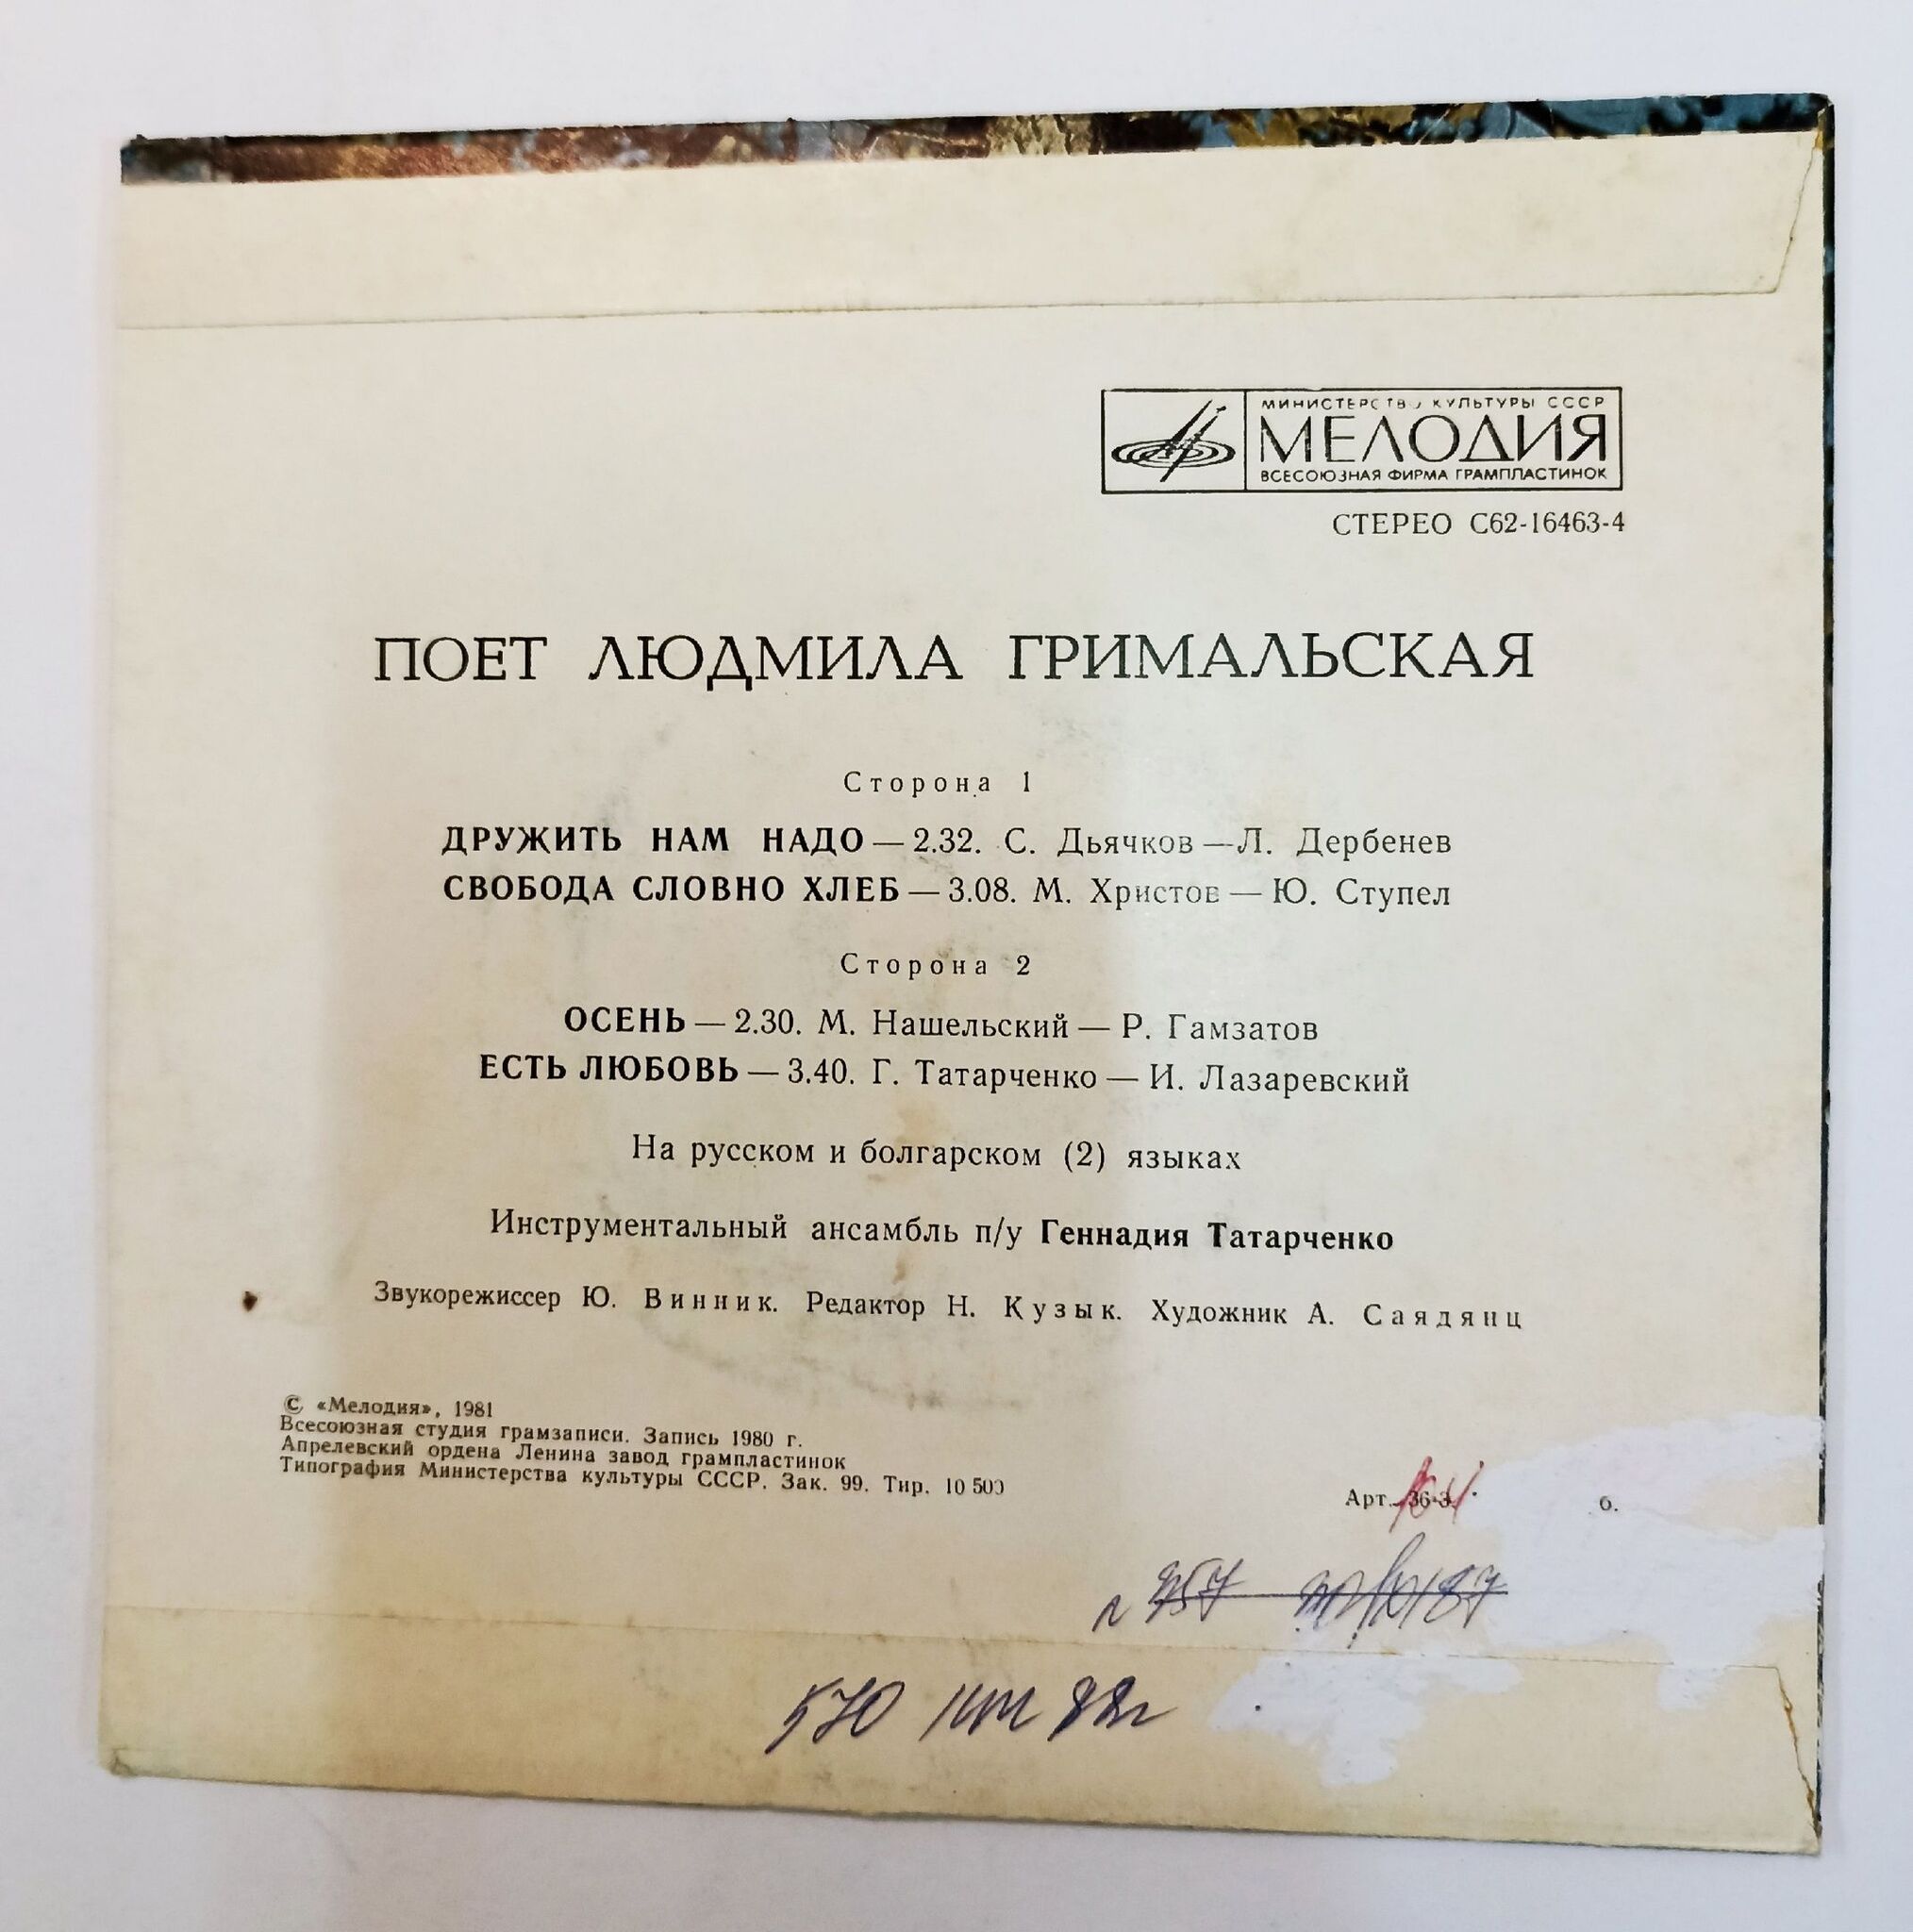 МИНИСТЕРСТВО КУЛЬТУРЫ СССР
МЕЛОДИЯ
ВСЕСОЮЗНАЯ ФИРМА ГРАМПЛАСТИНОК
СТЕРЕО С62-16463-4
ПОЕТ ЛЮДМИЛА ГРИМАЛЬСКАЯ
Сторона 1
ДРУЖИТЬ НАМ НАДО — 2.32. С. Дьячков — Л. Дербенев
СВОБОДА СЛОВНО ХЛЕБ — 3.08. М. Христов — Ю. Ступел
Сторона 2
ОСЕНЬ — 2.30. М. Нашельский — Р. Гамзатов
ЕСТЬ ЛЮБОВЬ — 3.40. Г. Татарченко — И. Лазаревский
На русском и болгарском (2) языках
Инструментальный ансамбль п/у Геннадия Татарченко
Звукорежиссер Ю. Винник. Редактор Н. Кузык. Художник А. Саядянц
© «Мелодия», 1981
Всесоюзная студия грамзаписи. Запись 1980 г.
Апрелевский ордена Ленина завод грампластинок
Типография Министерства культуры СССР. Зак. 99. Тир. 10 500
Арт. 36-3. б.
570